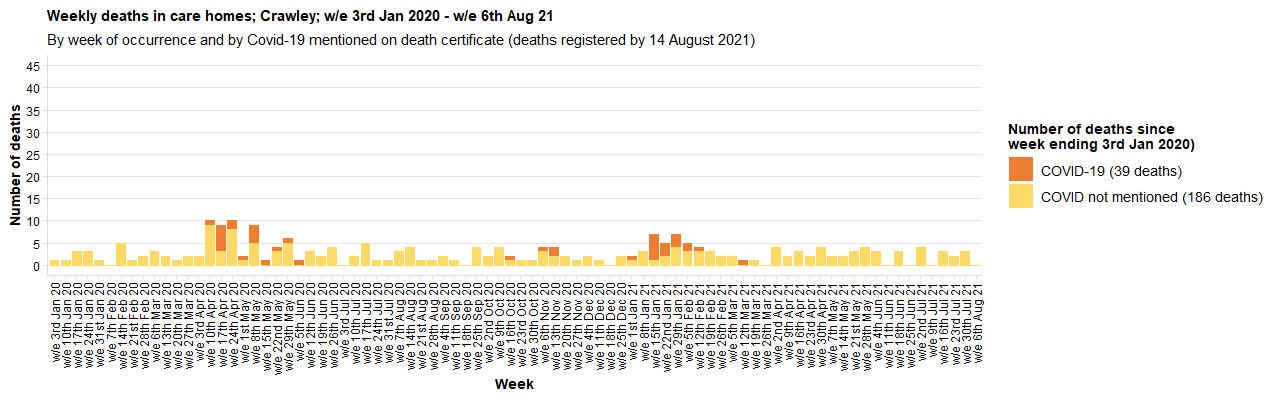 Weekly deaths in care homes; Crawley; w/e 3rd Jan 2020 - w/e 6th Aug 21
By week of occurrence and by Covid-19 mentioned on death certificate (deaths registered by 14 August 2021)
Number of deaths
45
40
35
30
25
20
15
10
5
0
w/e 3rd Jan 20
w/e 10th Jan 20
w/e 17th Jan 20
w/e 24th Jan 20
w/e 31st Jan 20
w/e 7th Feb 20
w/e 14th Feb 20
w/e 21st Feb 20
w/e 28th Feb 20
w/e 6th Mar 20
w/e 13th Mar 20
w/e 20th Mar 20
w/e 27th Mar 20
w/e 3rd Apr 20
w/e 10th Apr 20
w/e 17th Apr 20
w/e 24th Apr 20
w/e 1st May 20
w/e 8th May 20
w/e 15th May 20
w/e 22nd May 20
w/e 29th May 20
w/e 5th Jun 20
w/e 12th Jun 20
w/e 19th Jun 20
w/e 26th Jun 20
w/e 3rd Jul 20
w/e 10th Jul 20
w/e 17th Jul 20
w/e 24th Jul 20
w/e 31st Jul 20
w/e 7th Aug 20
w/e 14th Aug 20
w/e 21st Aug 20
w/e 28th Aug 20
w/e 4th Sep 20
w/e 11th Sep 20
w/e 18th Sep 20
w/e 25th Sep 20
w/e 2nd Oct 20
w/e 9th Oct 20
w/e 16th Oct 20
w/e 23rd Oct 20
w/e 30th Oct 20
w/e 6th Nov 20
w/e 13th Nov 20
w/e 20th Nov 20
w/e 27th Nov 20
w/e 4th Dec 20
w/e 11th Dec 20
w/e 18th Dec 20
w/e 25th Dec 20
w/e 1st Jan 21
w/e 8th Jan 21
w/e 15th Jan 21
w/e 22nd Jan 21
w/e 29th Jan 21
w/e 5th Feb 21
w/e 12th Feb 21
w/e 19th Feb 21
w/e 26th Feb 21
w/e 5th Mar 21
w/e 12th Mar 21
w/e 19th Mar 21
w/e 26th Mar 21
w/e 2nd Apr 21
w/e 9th Apr 21
w/e 16th Apr 21
w/e 23rd Apr 21
w/e 30th Apr 21
w/e 7th May 21
w/e 14th May 21
w/e 21st May 21
w/e 28th May 21
w/e 4th Jun 21
w/e 11th Jun 21
w/e 18th Jun 21
w/e 25th Jun 21
w/e 2nd Jul 21
w/e 9th Jul 21
w/e 16th Jul 21
w/e 23rd Jul 21
w/e 30th Jul 21
w/e 6th Aug 21
Week
Number of deaths since
week ending 3rd Jan 2020)
COVID-19 (39 deaths)
COVID not mentioned (186 deaths)